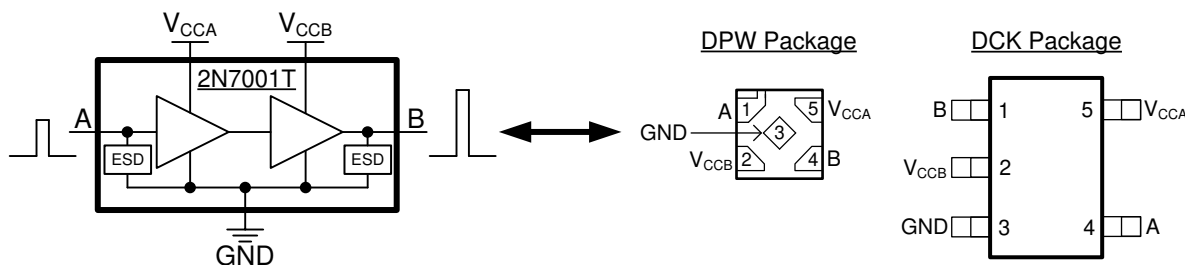 VCCA VCCB
2N7001T
A B
ESD ESD
GND
DPW Package
A 1 5 VCCA
GND 3
VCCB 2 4 B
DCK Package
B 1 5 VCCA
VCCB 2
GND 3 4 A